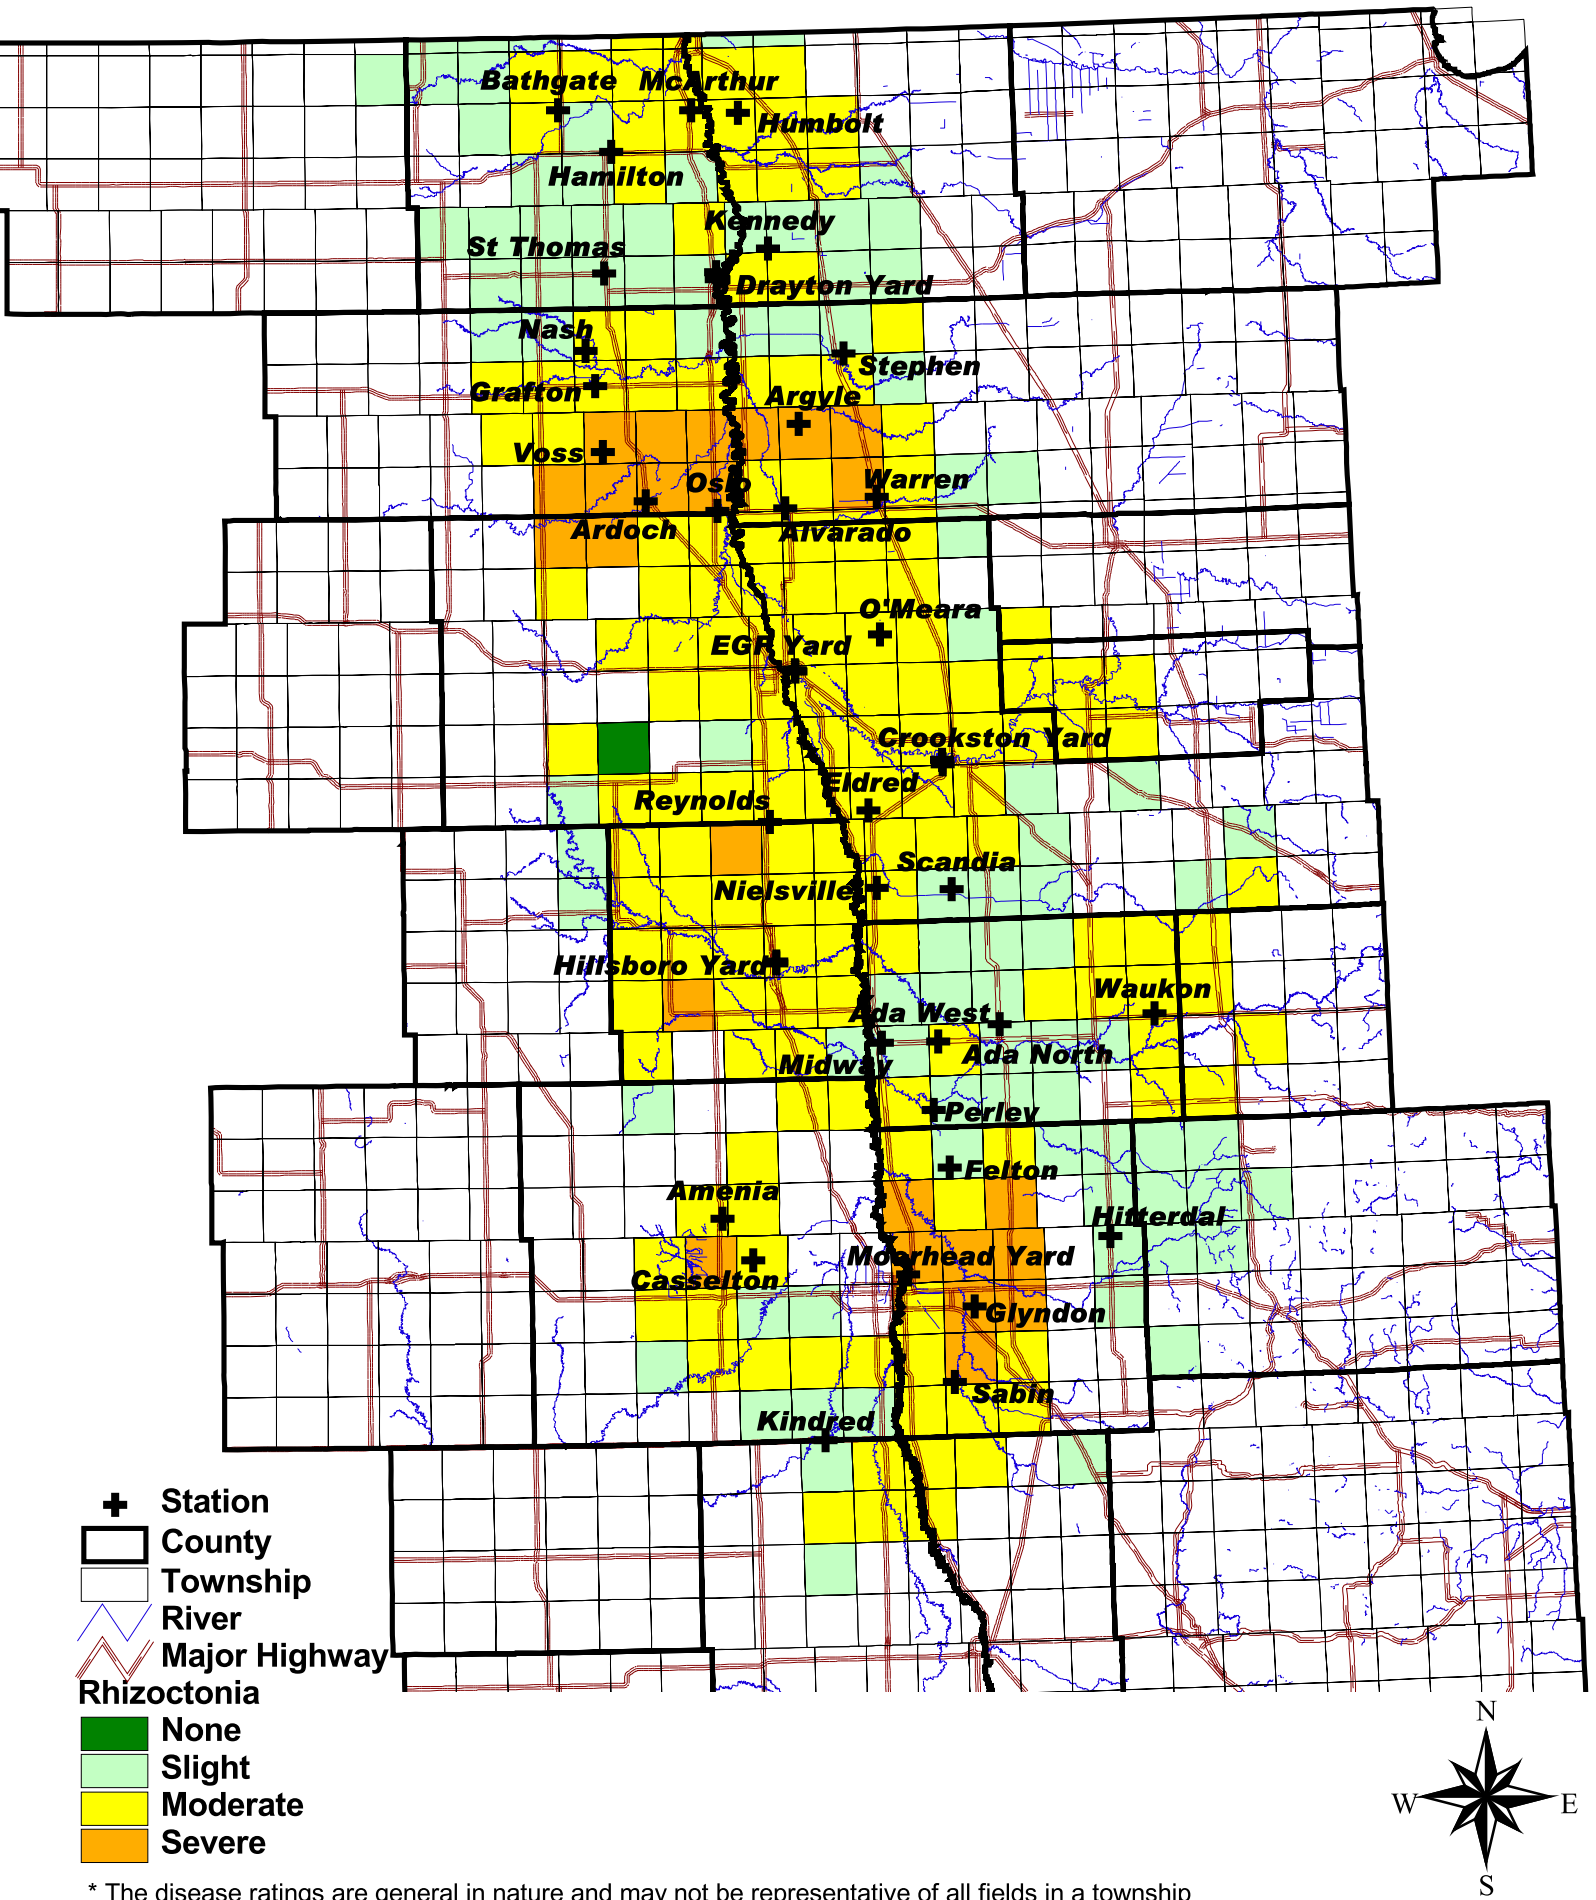 Bathgate McArthur
Humbolt
Hamilton
Kennedy
St Thomas
Drayton Yard
Nash
Stephen
Grafton
Argyle
Voss
Warren
Oslo
Ardoch
Alvarado
O'Meara
EGF Yard
Crookston Yard
Eldred
Reynolds
Scandia
Nielsville
Hillsboro Yard
Waukon
Ada West
Ada North
Midway
Perley
Felton
Amenia
Hitterdal
Moorhead Yard
Casselton
Glyndon
Sabin
Kindred
Station
County
Township
River
Major Highway
Rhizoctonia
None
Slight
Moderate
Severe
N
W E
S
* The disease ratings are general in nature and may not be representative of all fields in a township